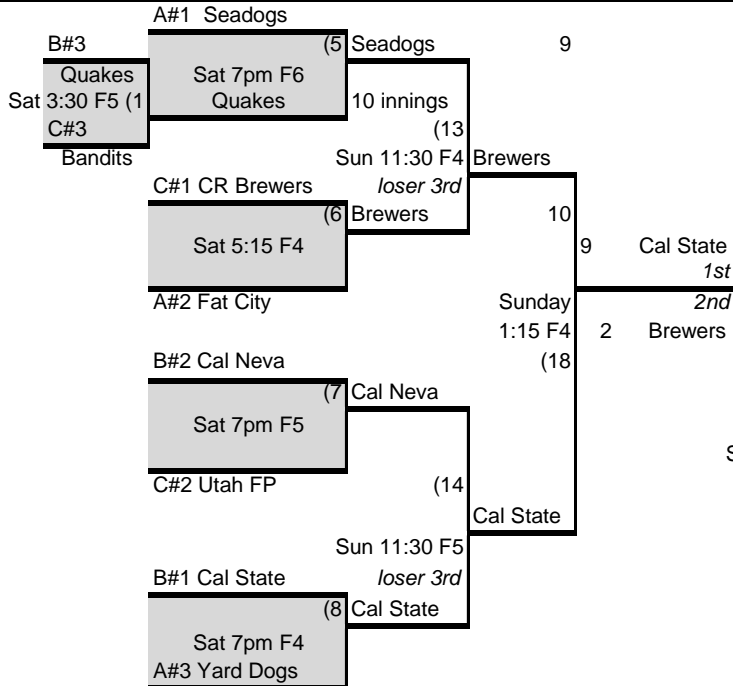 A#1 Seadogs
B#3 (5 Seadogs 9
Quakes Sat 7pm F6
Sat 3:30 F5 (1 Quakes 10 innings
C#3 (13
Bandits Sun 11:30 F4 Brewers
C#1 CR Brewers loser 3rd
(6 Brewers 10
Sat 5:15 F4 9 Cal State
1st
A#2 Fat City Sunday 2nd
1:15 F4 2 Brewers
B#2 Cal Neva (18
(7 Cal Neva
Sat 7pm F5
S
C#2 Utah FP (14
Cal State
Sun 11:30 F5
B#1 Cal State loser 3rd
(8 Cal State
Sat 7pm F4
A#3 Yard Dogs